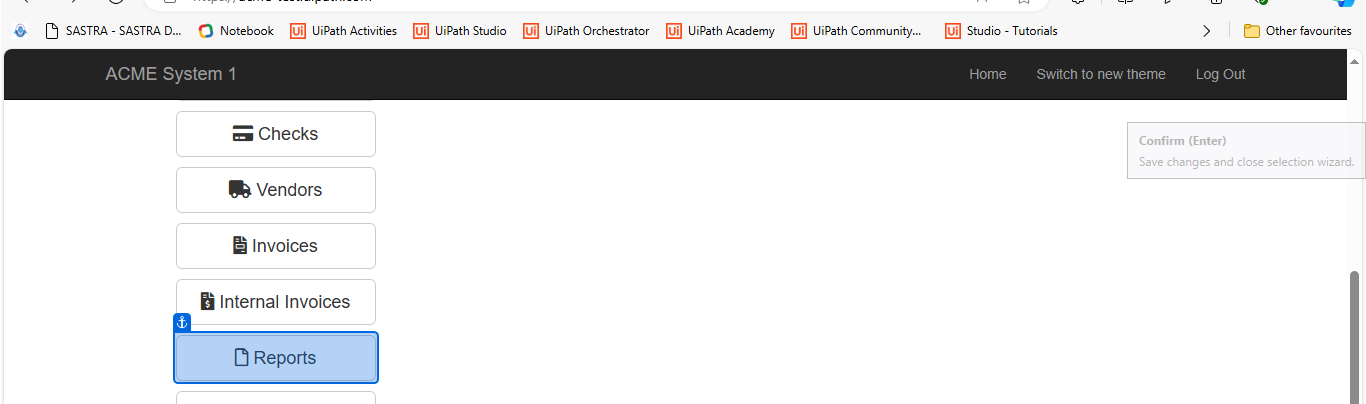 SASTRA - SASTRA D...
Notebook
UiPath Activities
UiPath Studio
UiPath Orchestrator
UiPath Academy
UiPath Community...
Studio - Tutorials
Other favourites
ACME System 1
Home
Switch to new theme
Log Out
Checks
Confirm (Enter)
Save changes and close selection wizard.
Vendors
Invoices
Internal Invoices
Reports